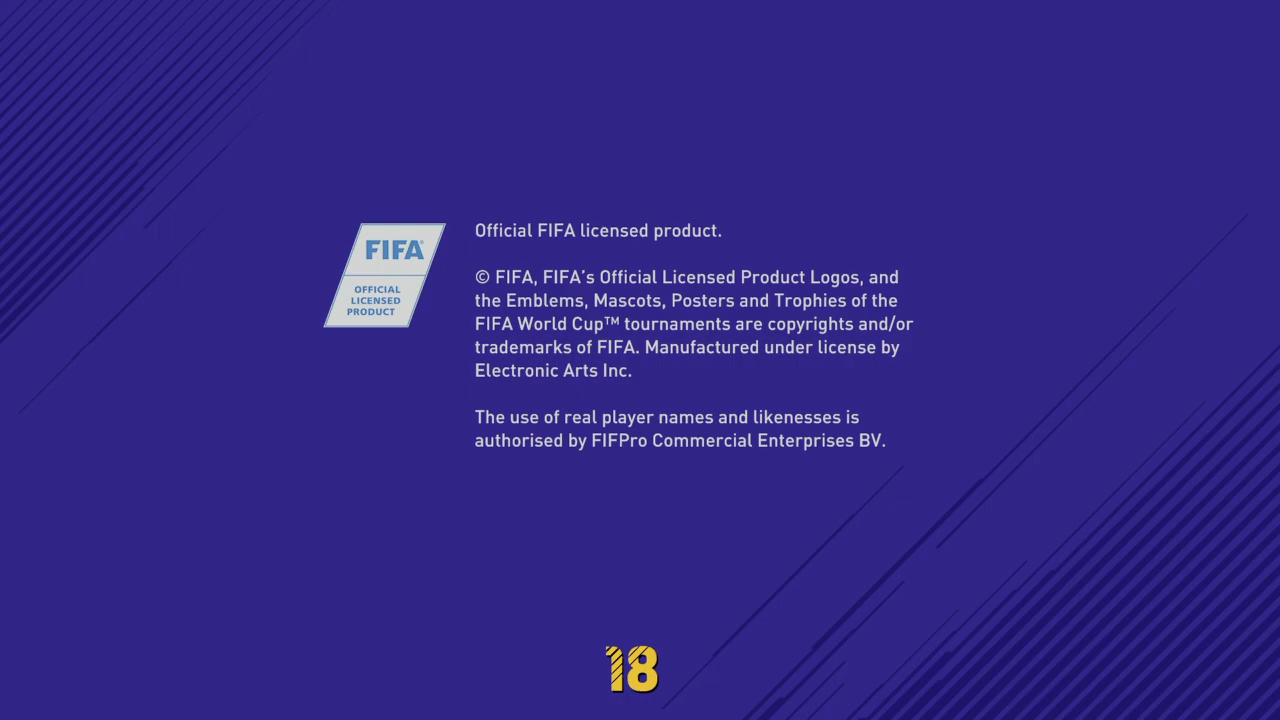 FIFA®
OFFICIAL
LICENSED
PRODUCT
Official FIFA licensed product.
© FIFA, FIFA's Official Licensed Product Logos, and
the Emblems, Mascots, Posters and Trophies of the
FIFA World Cup™ tournaments are copyrights and/or
trademarks of FIFA. Manufactured under license by
Electronic Arts Inc.
The use of real player names and likenesses is
authorised by FIFPro Commercial Enterprises BV.
18